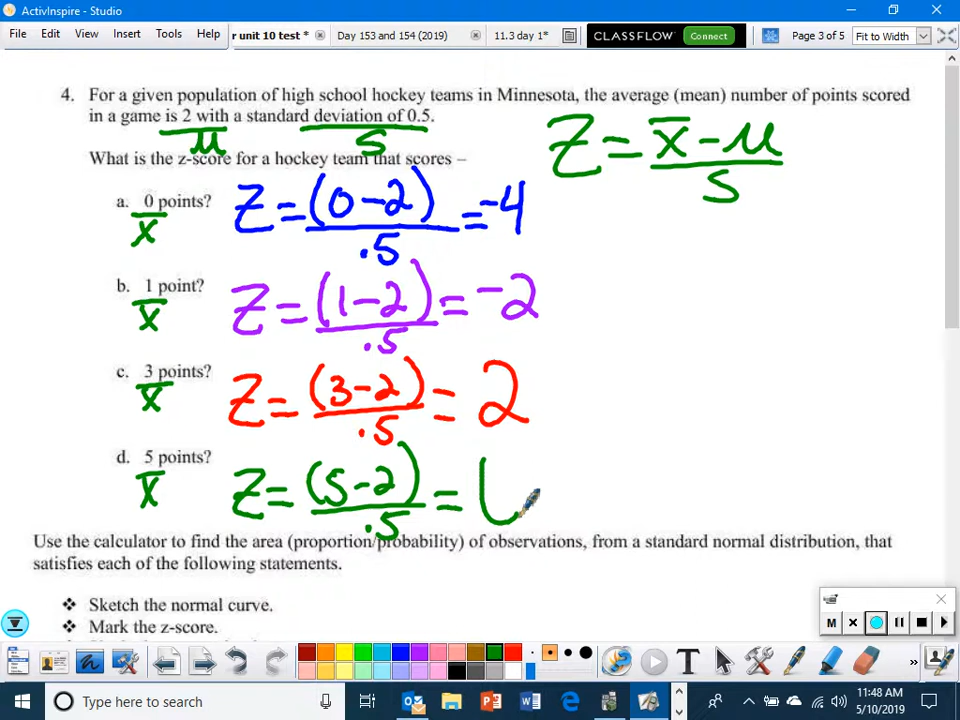 ActivInspire - Studio
File Edit View Insert Tools Help
r unit 10 test * Day 153 and 154 (2019) 11.3 day 1* CLASSFLOW Connect Page 3 of 5 Fit to Width
4. For a given population of high school hockey teams in Minnesota, the average (mean) number of points scored
in a game is 2 with a standard deviation of 0.5.
μ s
z = x̄ - μ / s
What is the z-score for a hockey team that scores –
a. 0 points? z = (0-2) / .5 = -4
x̄
b. 1 point? z = (1-2) / .5 = -2
x̄
c. 3 points? z = (3-2) / .5 = 2
x̄
d. 5 points? z = (5-2) / .5 =
x̄
Use the calculator to find the area (proportion/probability) of observations, from a standard normal distribution, that
satisfies each of the following statements.
❖ Sketch the normal curve.
❖ Mark the z-score.
M
T
Type here to search
11:48 AM
5/10/2019